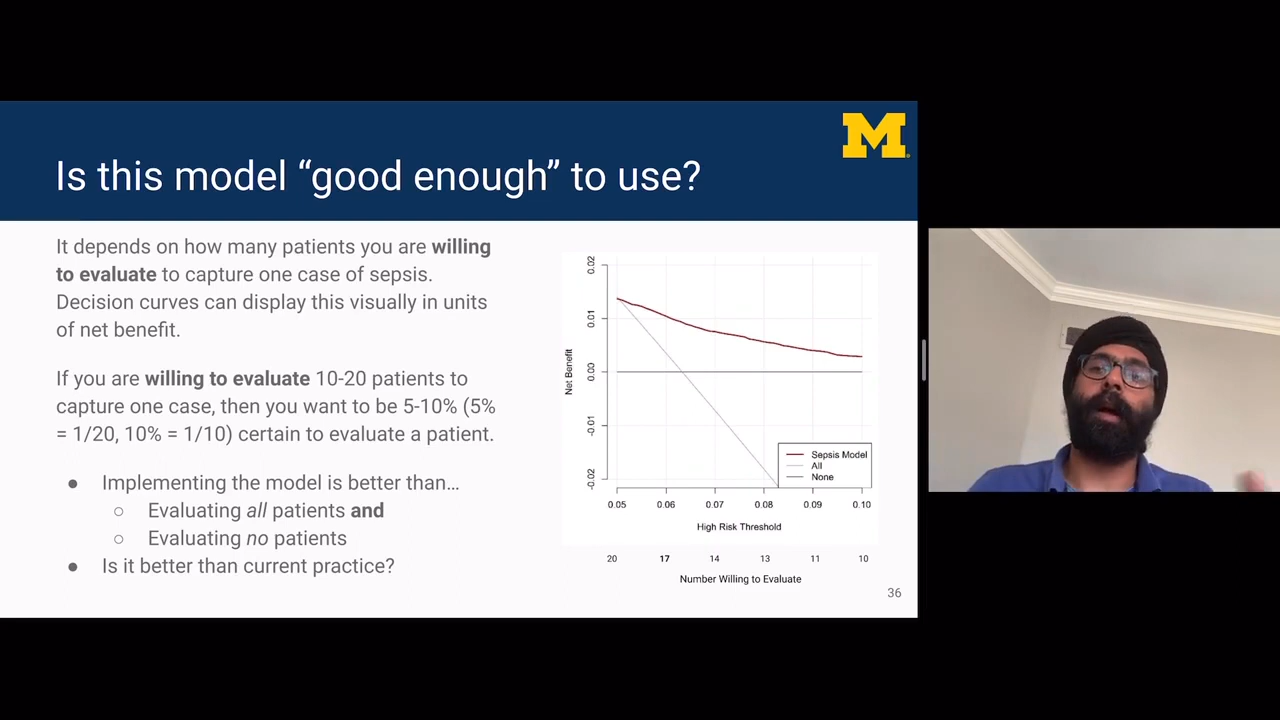 M
Is this model “good enough” to use?
It depends on how many patients you are willing
to evaluate to capture one case of sepsis.
Decision curves can display this visually in units
of net benefit.
If you are willing to evaluate 10-20 patients to
capture one case, then you want to be 5-10% (5%
= 1/20, 10% = 1/10) certain to evaluate a patient.
● Implementing the model is better than…
○ Evaluating all patients and
○ Evaluating no patients
● Is it better than current practice?
Net Benefit
0.02
0.01
0.00
-0.01
-0.02
Sepsis Model
All
None
0.05 0.06 0.07 0.08 0.09 0.10
High Risk Threshold
20 17 14 13 11 10
Number Willing to Evaluate
36